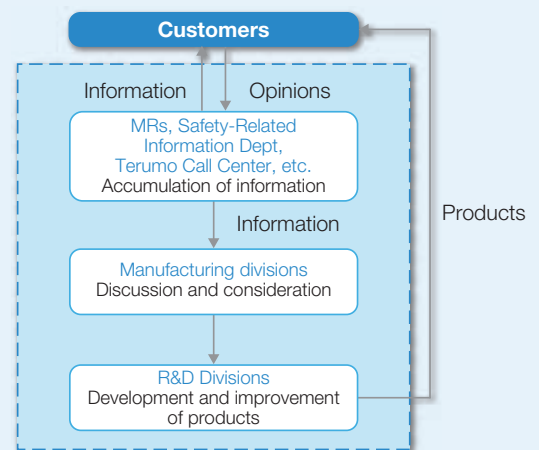 Customers
Information
Opinions
MRs, Safety-Related
Information Dept,
Terumo Call Center, etc.
Accumulation of information
Information
Products
Manufacturing divisions
Discussion and consideration
R&D Divisions
Development and improvement
of products